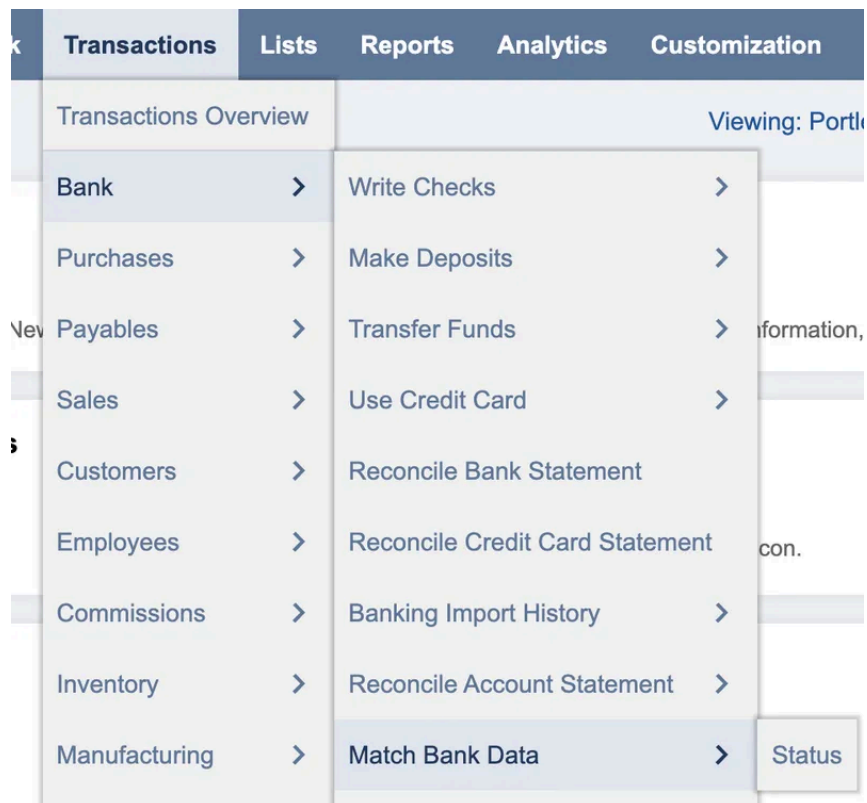 k Transactions Lists Reports Analytics Customization
Transactions Overview
Viewing: Portle
Bank
Write Checks
Purchases
Make Deposits
New
Payables
Transfer Funds
nformation,
Sales
Use Credit Card
s
Customers
Reconcile Bank Statement
Employees
Reconcile Credit Card Statement
con.
Commissions
Banking Import History
Inventory
Reconcile Account Statement
Manufacturing
Match Bank Data
Status